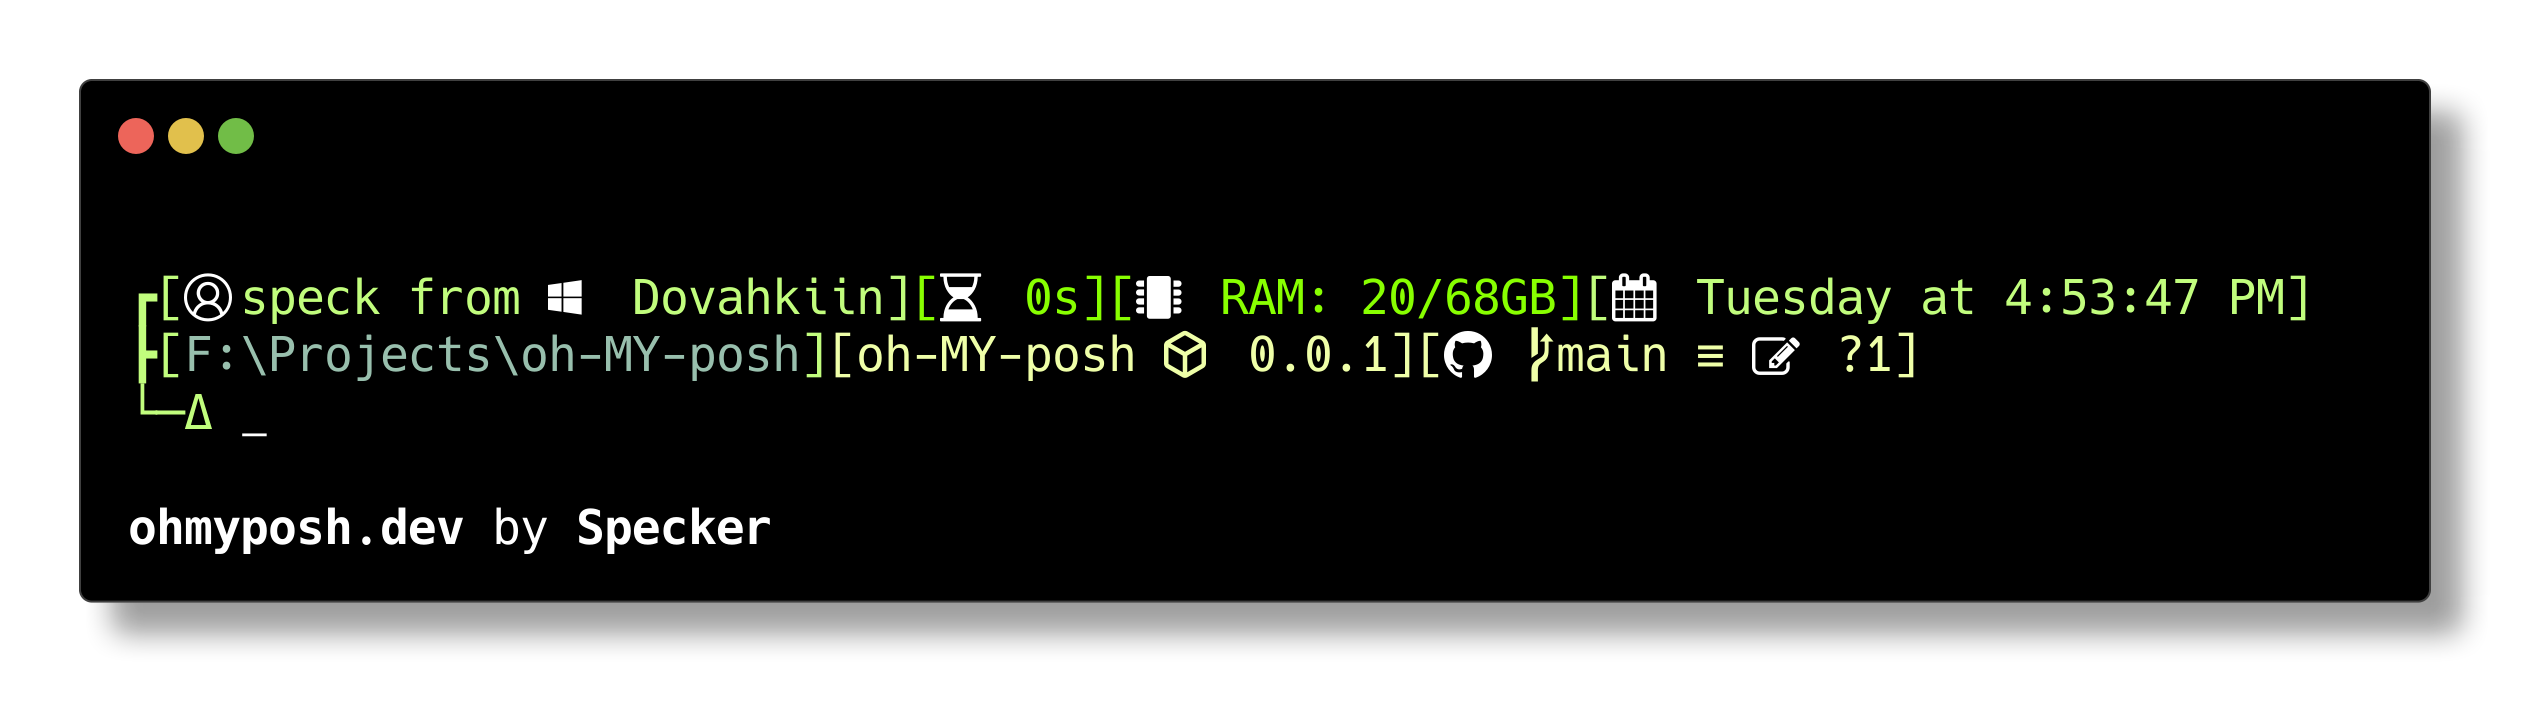 ┏[speck from Dovahkiin][ 0s][ RAM: 20/68GB][ Tuesday at 4:53:47 PM]
┣[F:\Projects\oh-MY-posh][oh-MY-posh 0.0.1][ main ≡ ?1]
└─Δ _
ohmyposh.dev by Specker